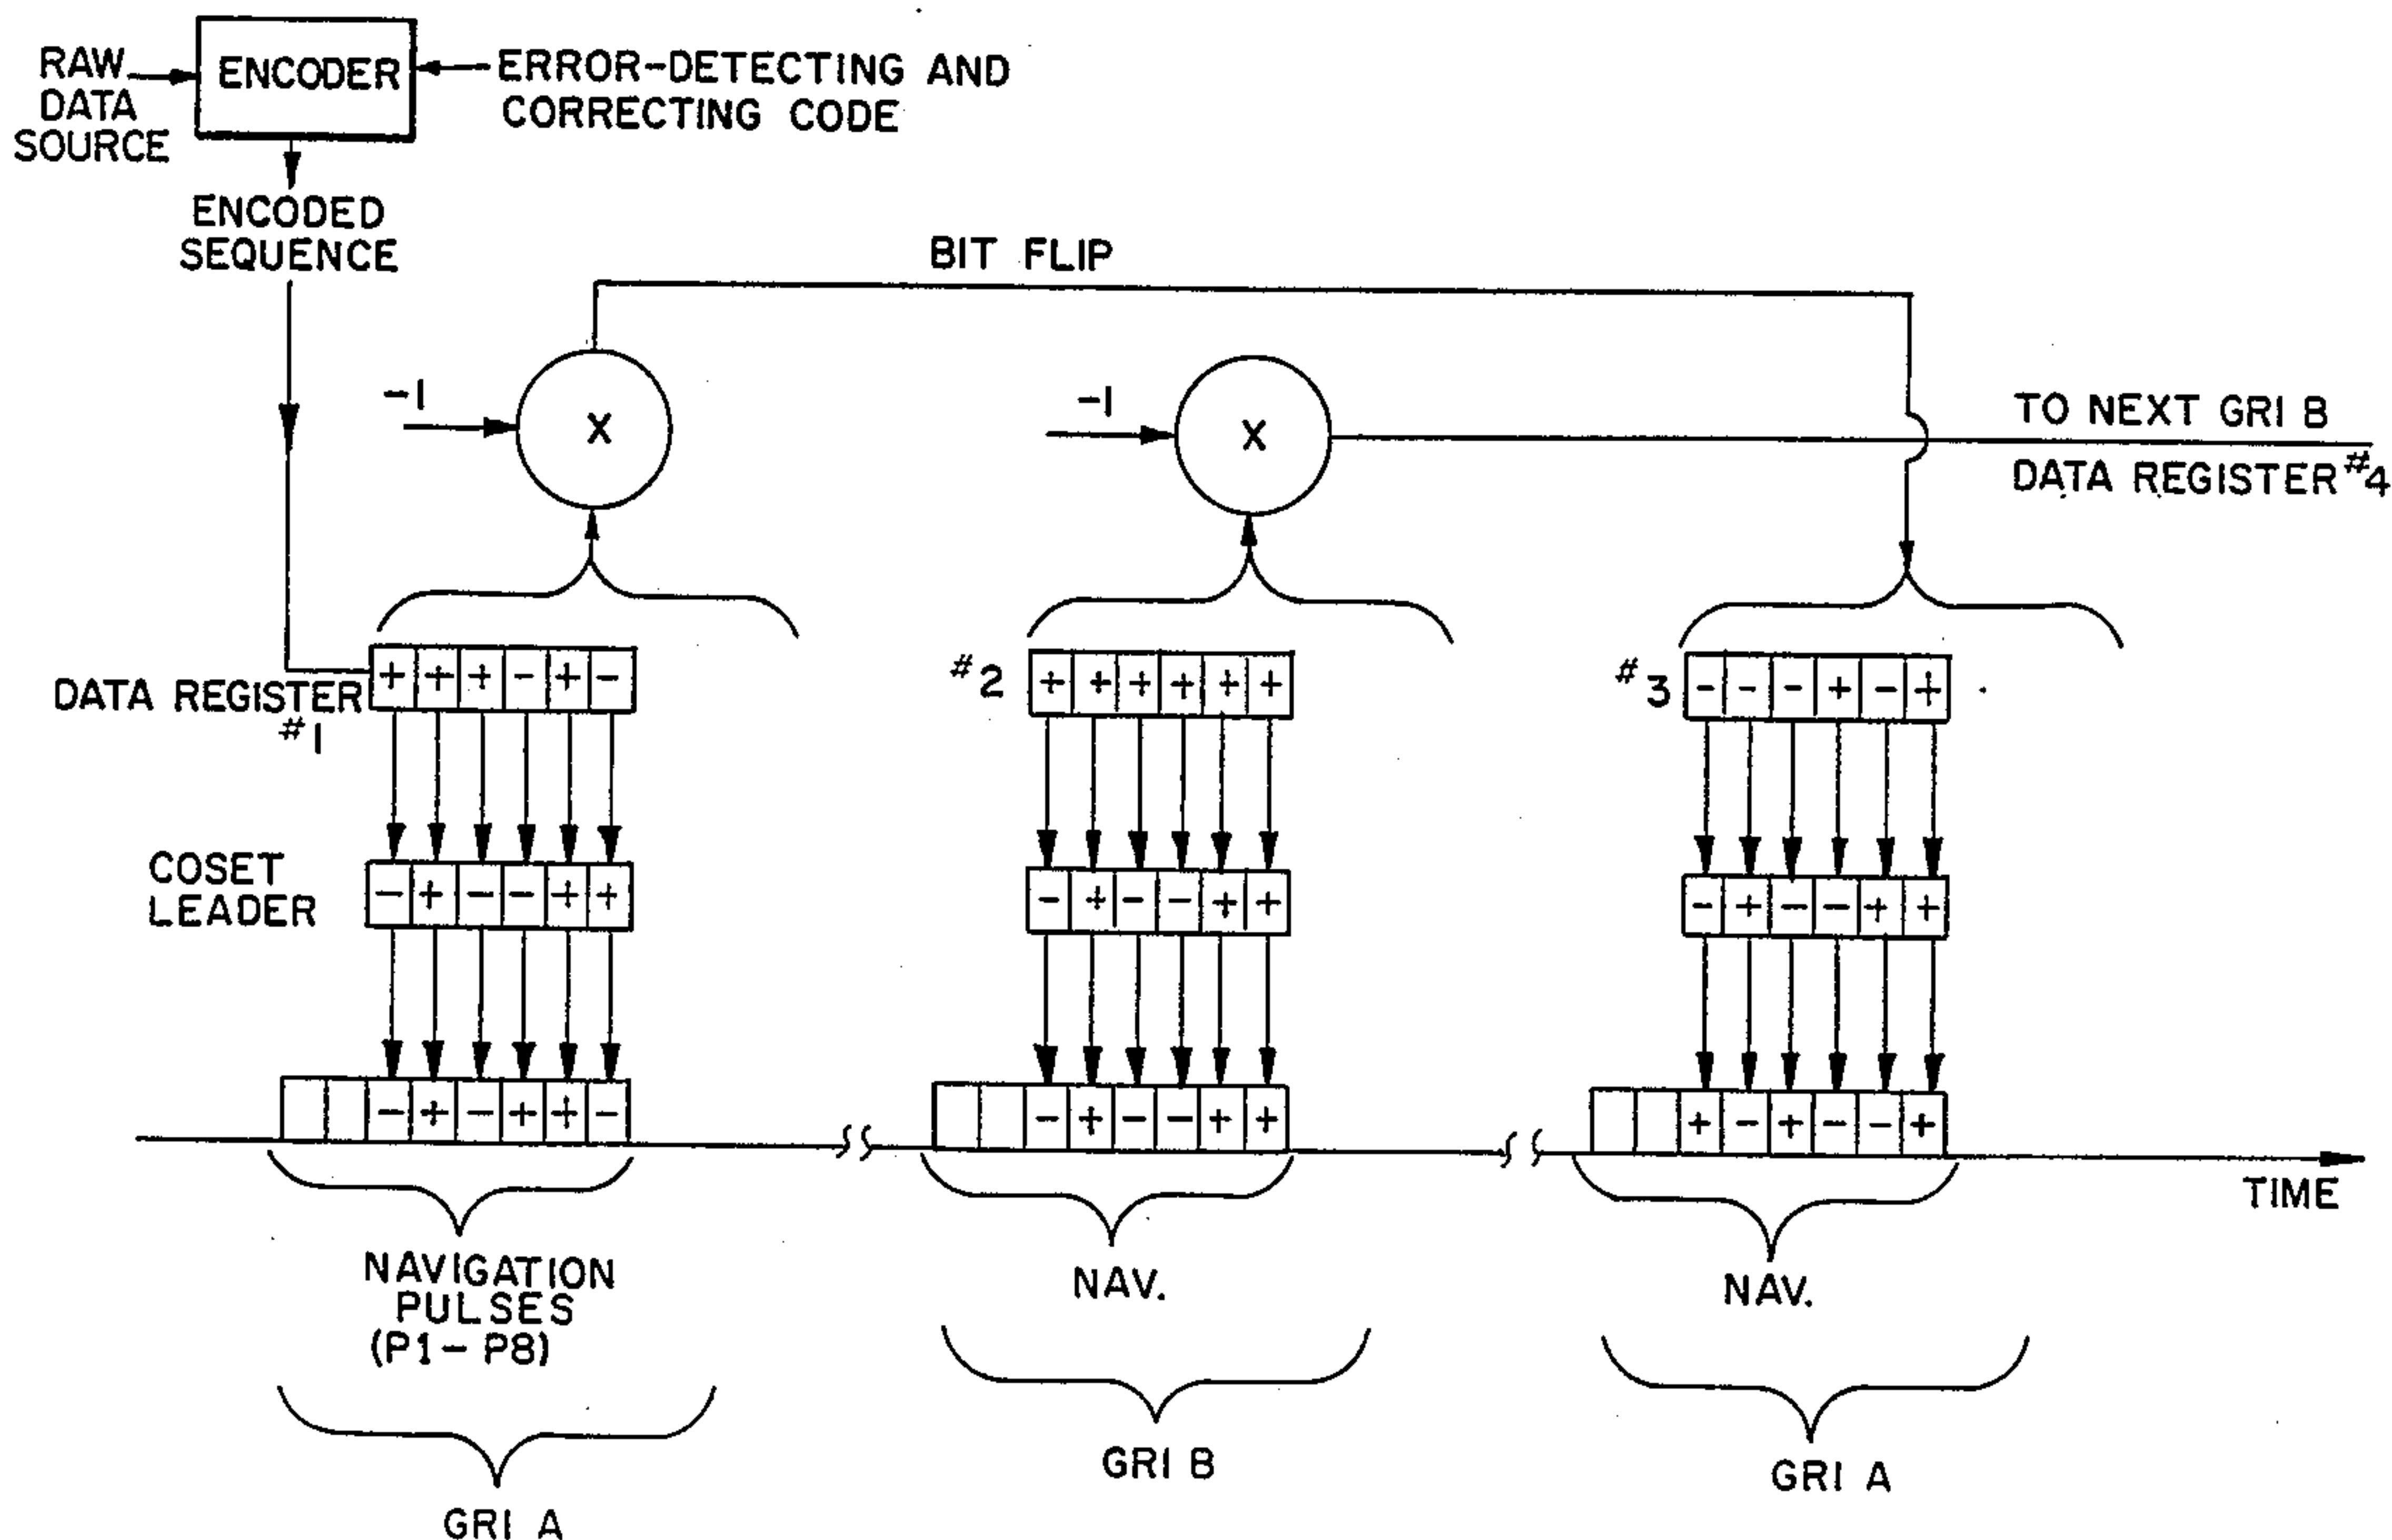 RAW
DATA
SOURCE
ENCODER
ERROR-DETECTING AND
CORRECTING CODE
ENCODED
SEQUENCE
BIT FLIP
-1
X
-1
X
TO NEXT GRI B
DATA REGISTER #4
DATA REGISTER
#1
+ + + - + -
#2
+ + + + + +
#3
- - - + - +
COSET
LEADER
- + - - + +
- + - - + +
- + - - + +
- + - + + -
- + - - + +
+ - + - - +
TIME
NAVIGATION
PULSES
(P1-P8)
NAV.
NAV.
GRI A
GRI B
GRI A